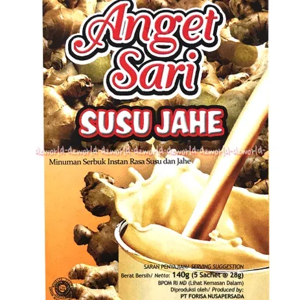 Anget
Sari
SUSU JAHE
Minuman Serbuk Instan Rasa Susu dan Jahe
SARAN PENYAJIAN/ SERVING SUGGESTION
Berat Bersih/ Netto: 140g (5 Sachet @ 28g)
BPOM RI MD (Lihat Kemasan Dalam)
Diproduksi oleh/ Produced by:
PT FORISA NUSAPERSADA